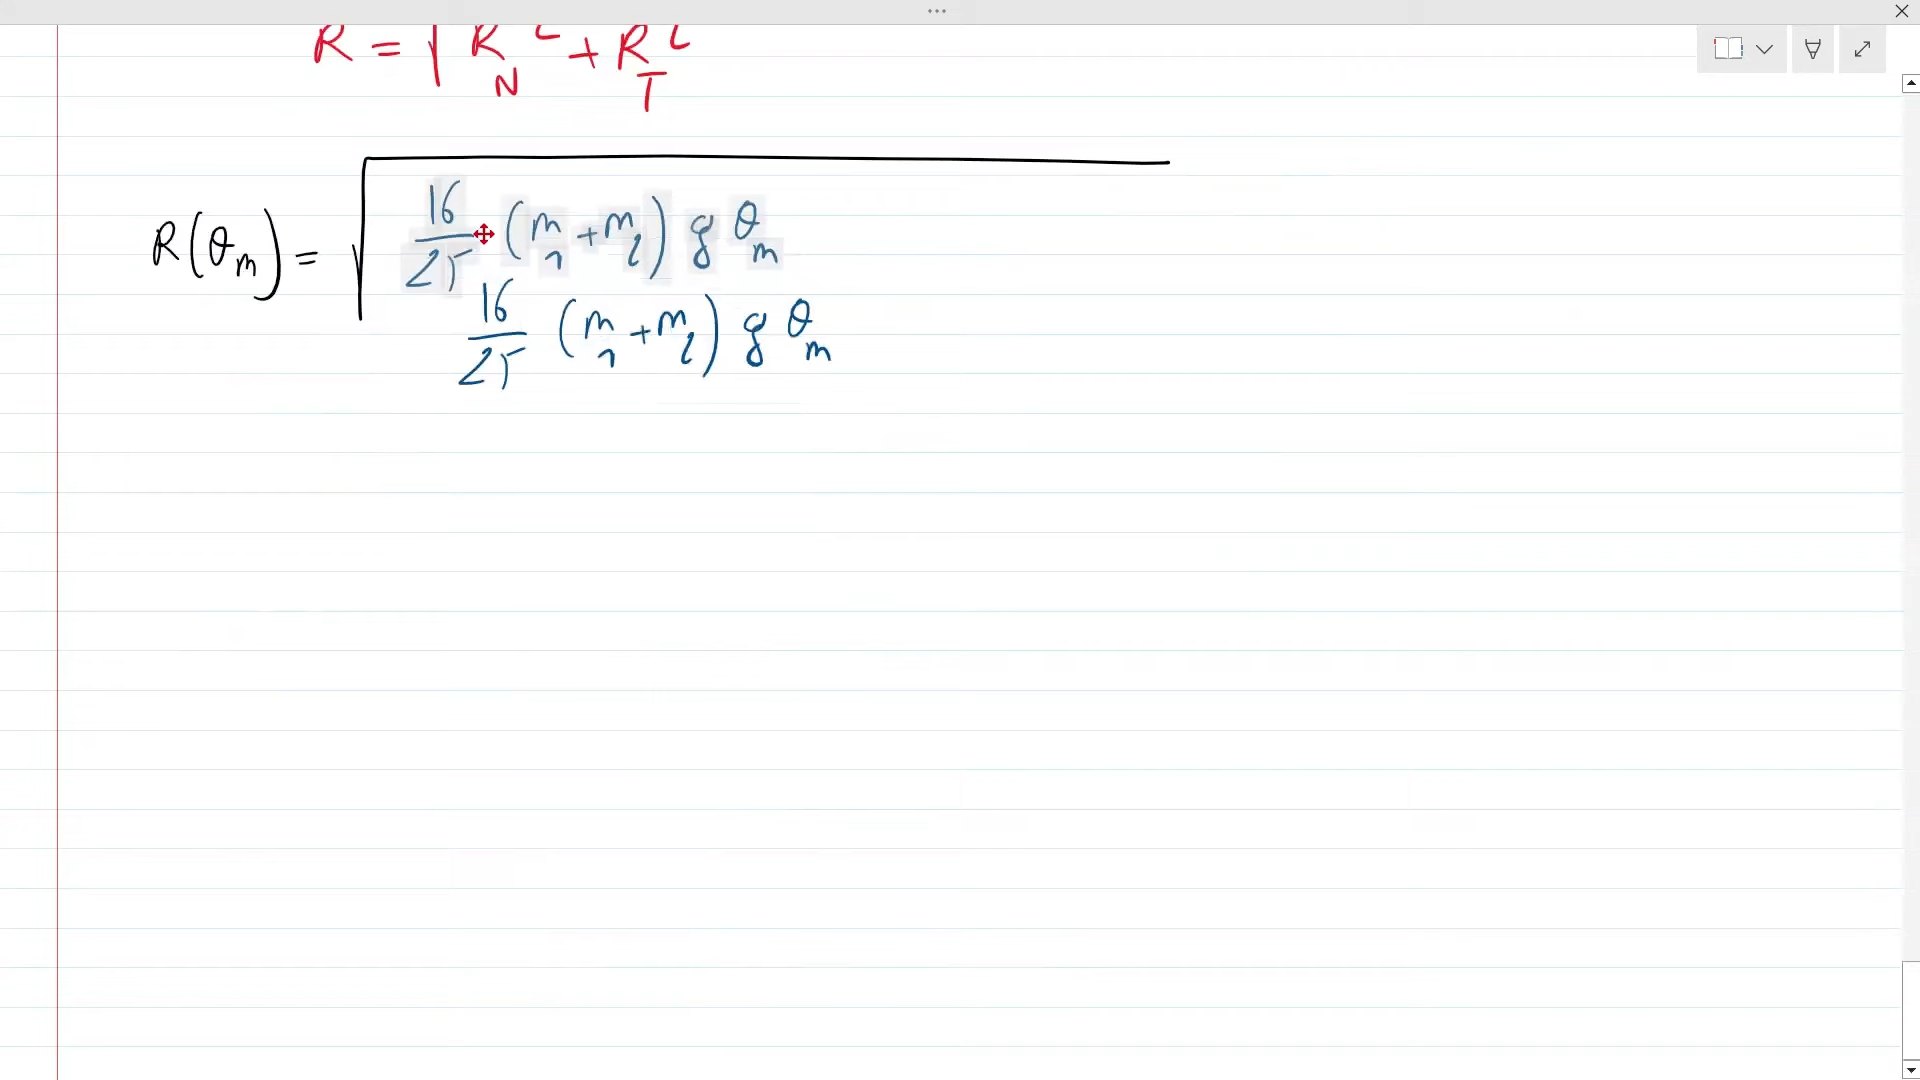 R = √ R_N² + R_T²
R(θ_m) = √ 16/25 (m_1 + m_2) g θ_m
16/25 (m_1 + m_2) g θ_m